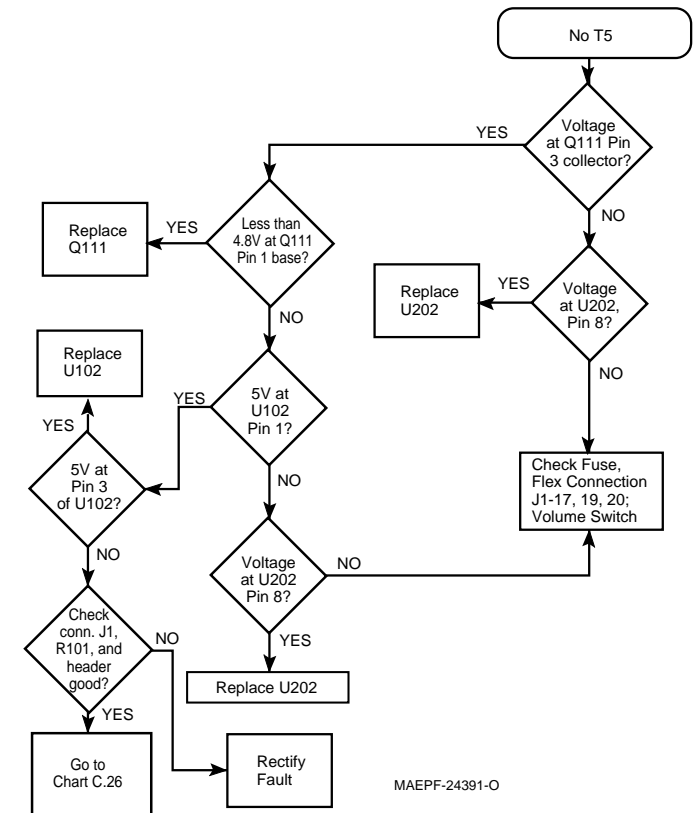 No T5
Voltage
at Q111 Pin
3 collector?
YES
NO
Less than
4.8V at Q111
Pin 1 base?
YES
Replace
Q111
NO
Voltage
at U202,
Pin 8?
YES
Replace
U202
NO
Check Fuse,
Flex Connection
J1-17, 19, 20;
Volume Switch
5V at
U102
Pin 1?
YES
NO
Replace
U102
YES
5V at
Pin 3
of U102?
NO
Voltage
at U202
Pin 8?
NO
YES
Replace U202
Check
conn. J1,
R101, and
header
good?
NO
YES
Go to
Chart C.26
Rectify
Fault
MAEPF-24391-O